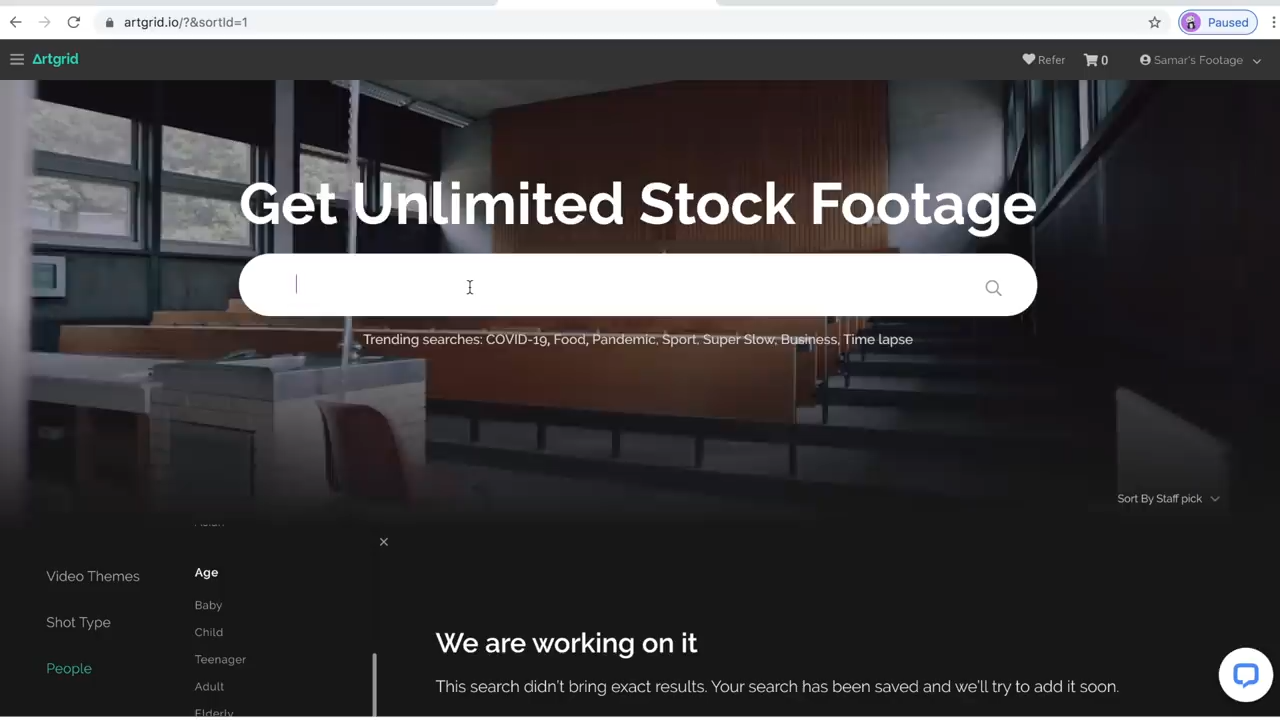 artgrid.io/?&sortId=1
Paused
Artgrid
Refer
0
Samar's Footage
Get Unlimited Stock Footage
Trending searches: COVID-19, Food, Pandemic, Sport, Super Slow, Business, Time lapse
Sort By Staff pick
Asian
Age
Video Themes
Baby
Shot Type
Child
Teenager
People
Adult
Elderly
We are working on it
This search didn't bring exact results. Your search has been saved and we'll try to add it soon.